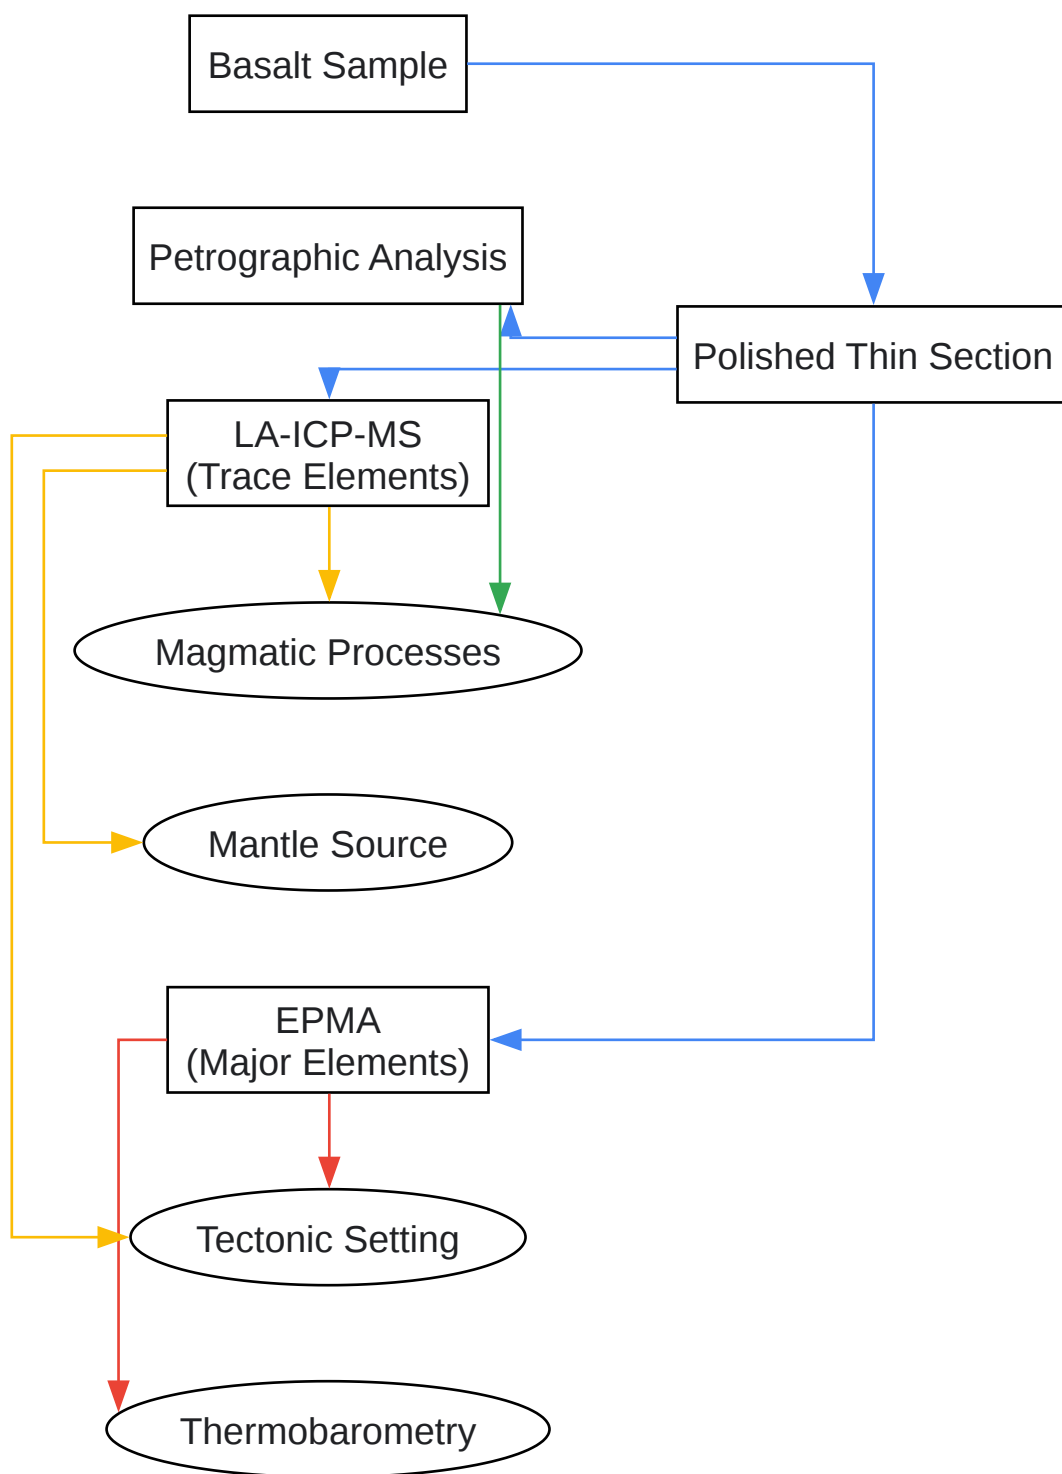 Basalt Sample
Petrographic Analysis
Polished Thin Section
LA-ICP-MS
(Trace Elements)
Magmatic Processes
Mantle Source
EPMA
(Major Elements)
Tectonic Setting
Thermobarometry